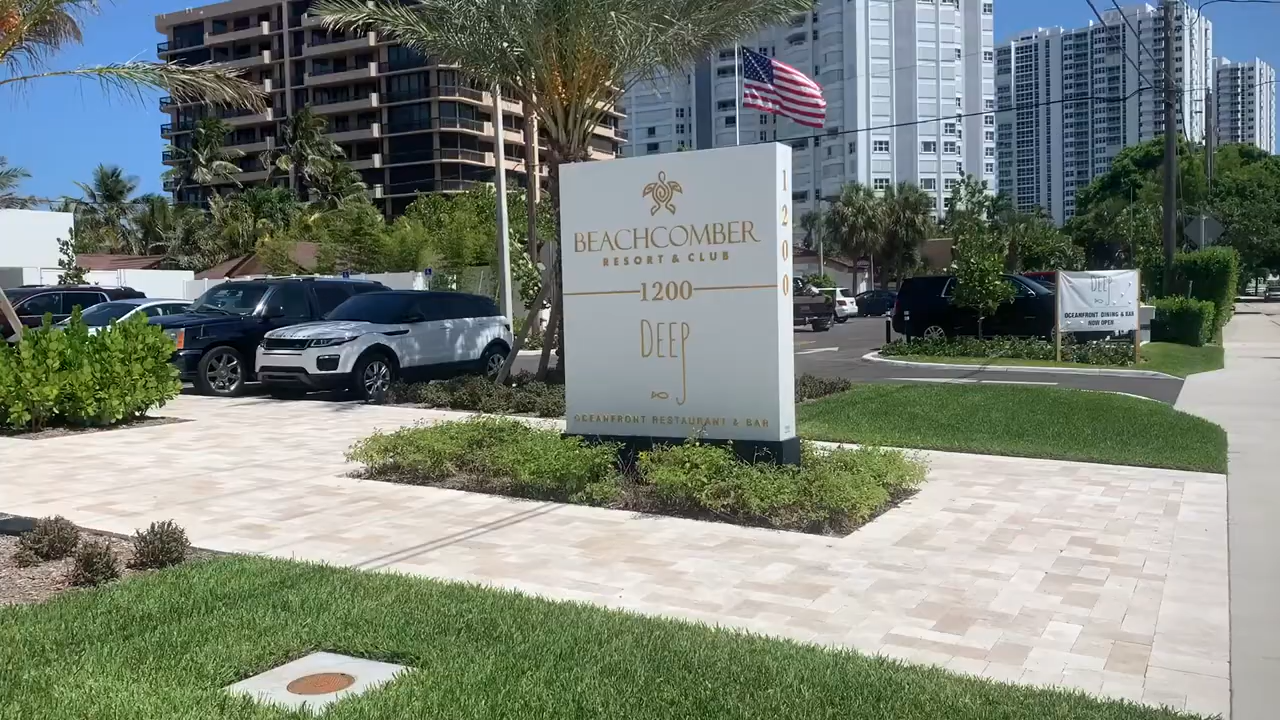 BEACHCOMBER
RESORT & CLUB
1200
DEEP
OCEANFRONT RESTAURANT & BAR
1200
DEEP
OCEANFRONT DINING & BAR
NOW OPEN